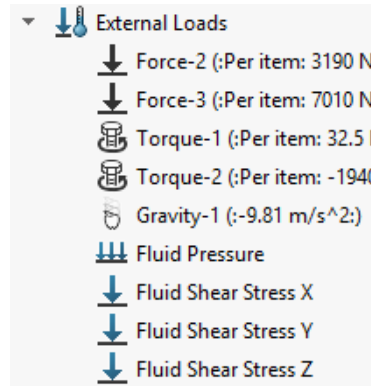 External Loads
Force-2 (:Per item: 3190 N
Force-3 (:Per item: 7010 N
Torque-1 (:Per item: 32.5
Torque-2 (:Per item: -1940
Gravity-1 (:-9.81 m/s^2:)
Fluid Pressure
Fluid Shear Stress X
Fluid Shear Stress Y
Fluid Shear Stress Z